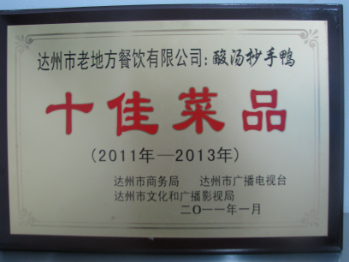 达州市老地方餐饮有限公司：酸汤抄手鸭
十佳菜品
（2011年—2013年）
达州市商务局　达州市广播电视台
达州市文化和广播影视局
二〇一一年一月